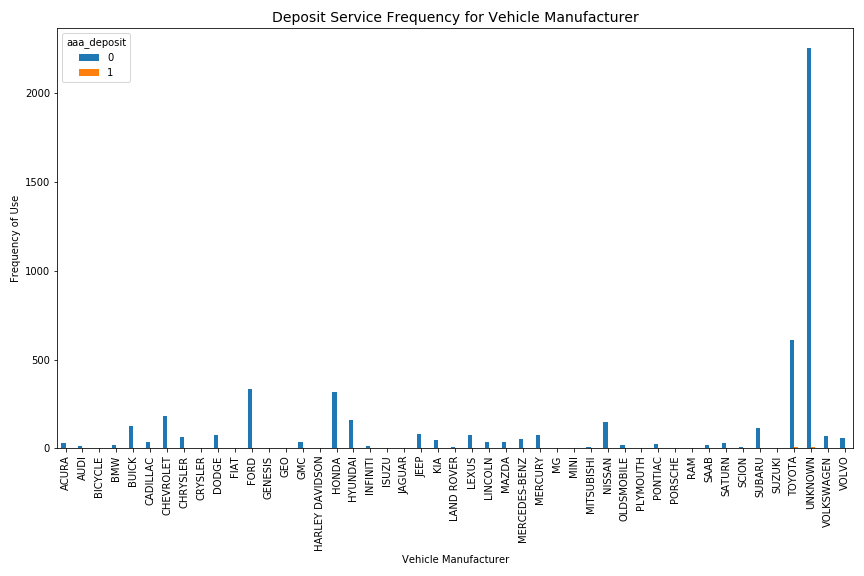 Deposit Service Frequency for Vehicle Manufacturer
aaa_deposit
0
1
2000
1500
1000
500
0
Frequency of Use
ACURA
AUDI
BICYCLE
BMW
BUICK
CADILLAC
CHEVROLET
CHRYSLER
CRYSLER
DODGE
FIAT
FORD
GENESIS
GEO
GMC
HARLEY DAVIDSON
HONDA
HYUNDAI
INFINITI
ISUZU
JAGUAR
JEEP
KIA
LAND ROVER
LEXUS
LINCOLN
MAZDA
MERCEDES-BENZ
MERCURY
MG
MINI
MITSUBISHI
NISSAN
OLDSMOBILE
PLYMOUTH
PONTIAC
PORSCHE
RAM
SAAB
SATURN
SCION
SUBARU
SUZUKI
TOYOTA
UNKNOWN
VOLKSWAGEN
VOLVO
Vehicle Manufacturer